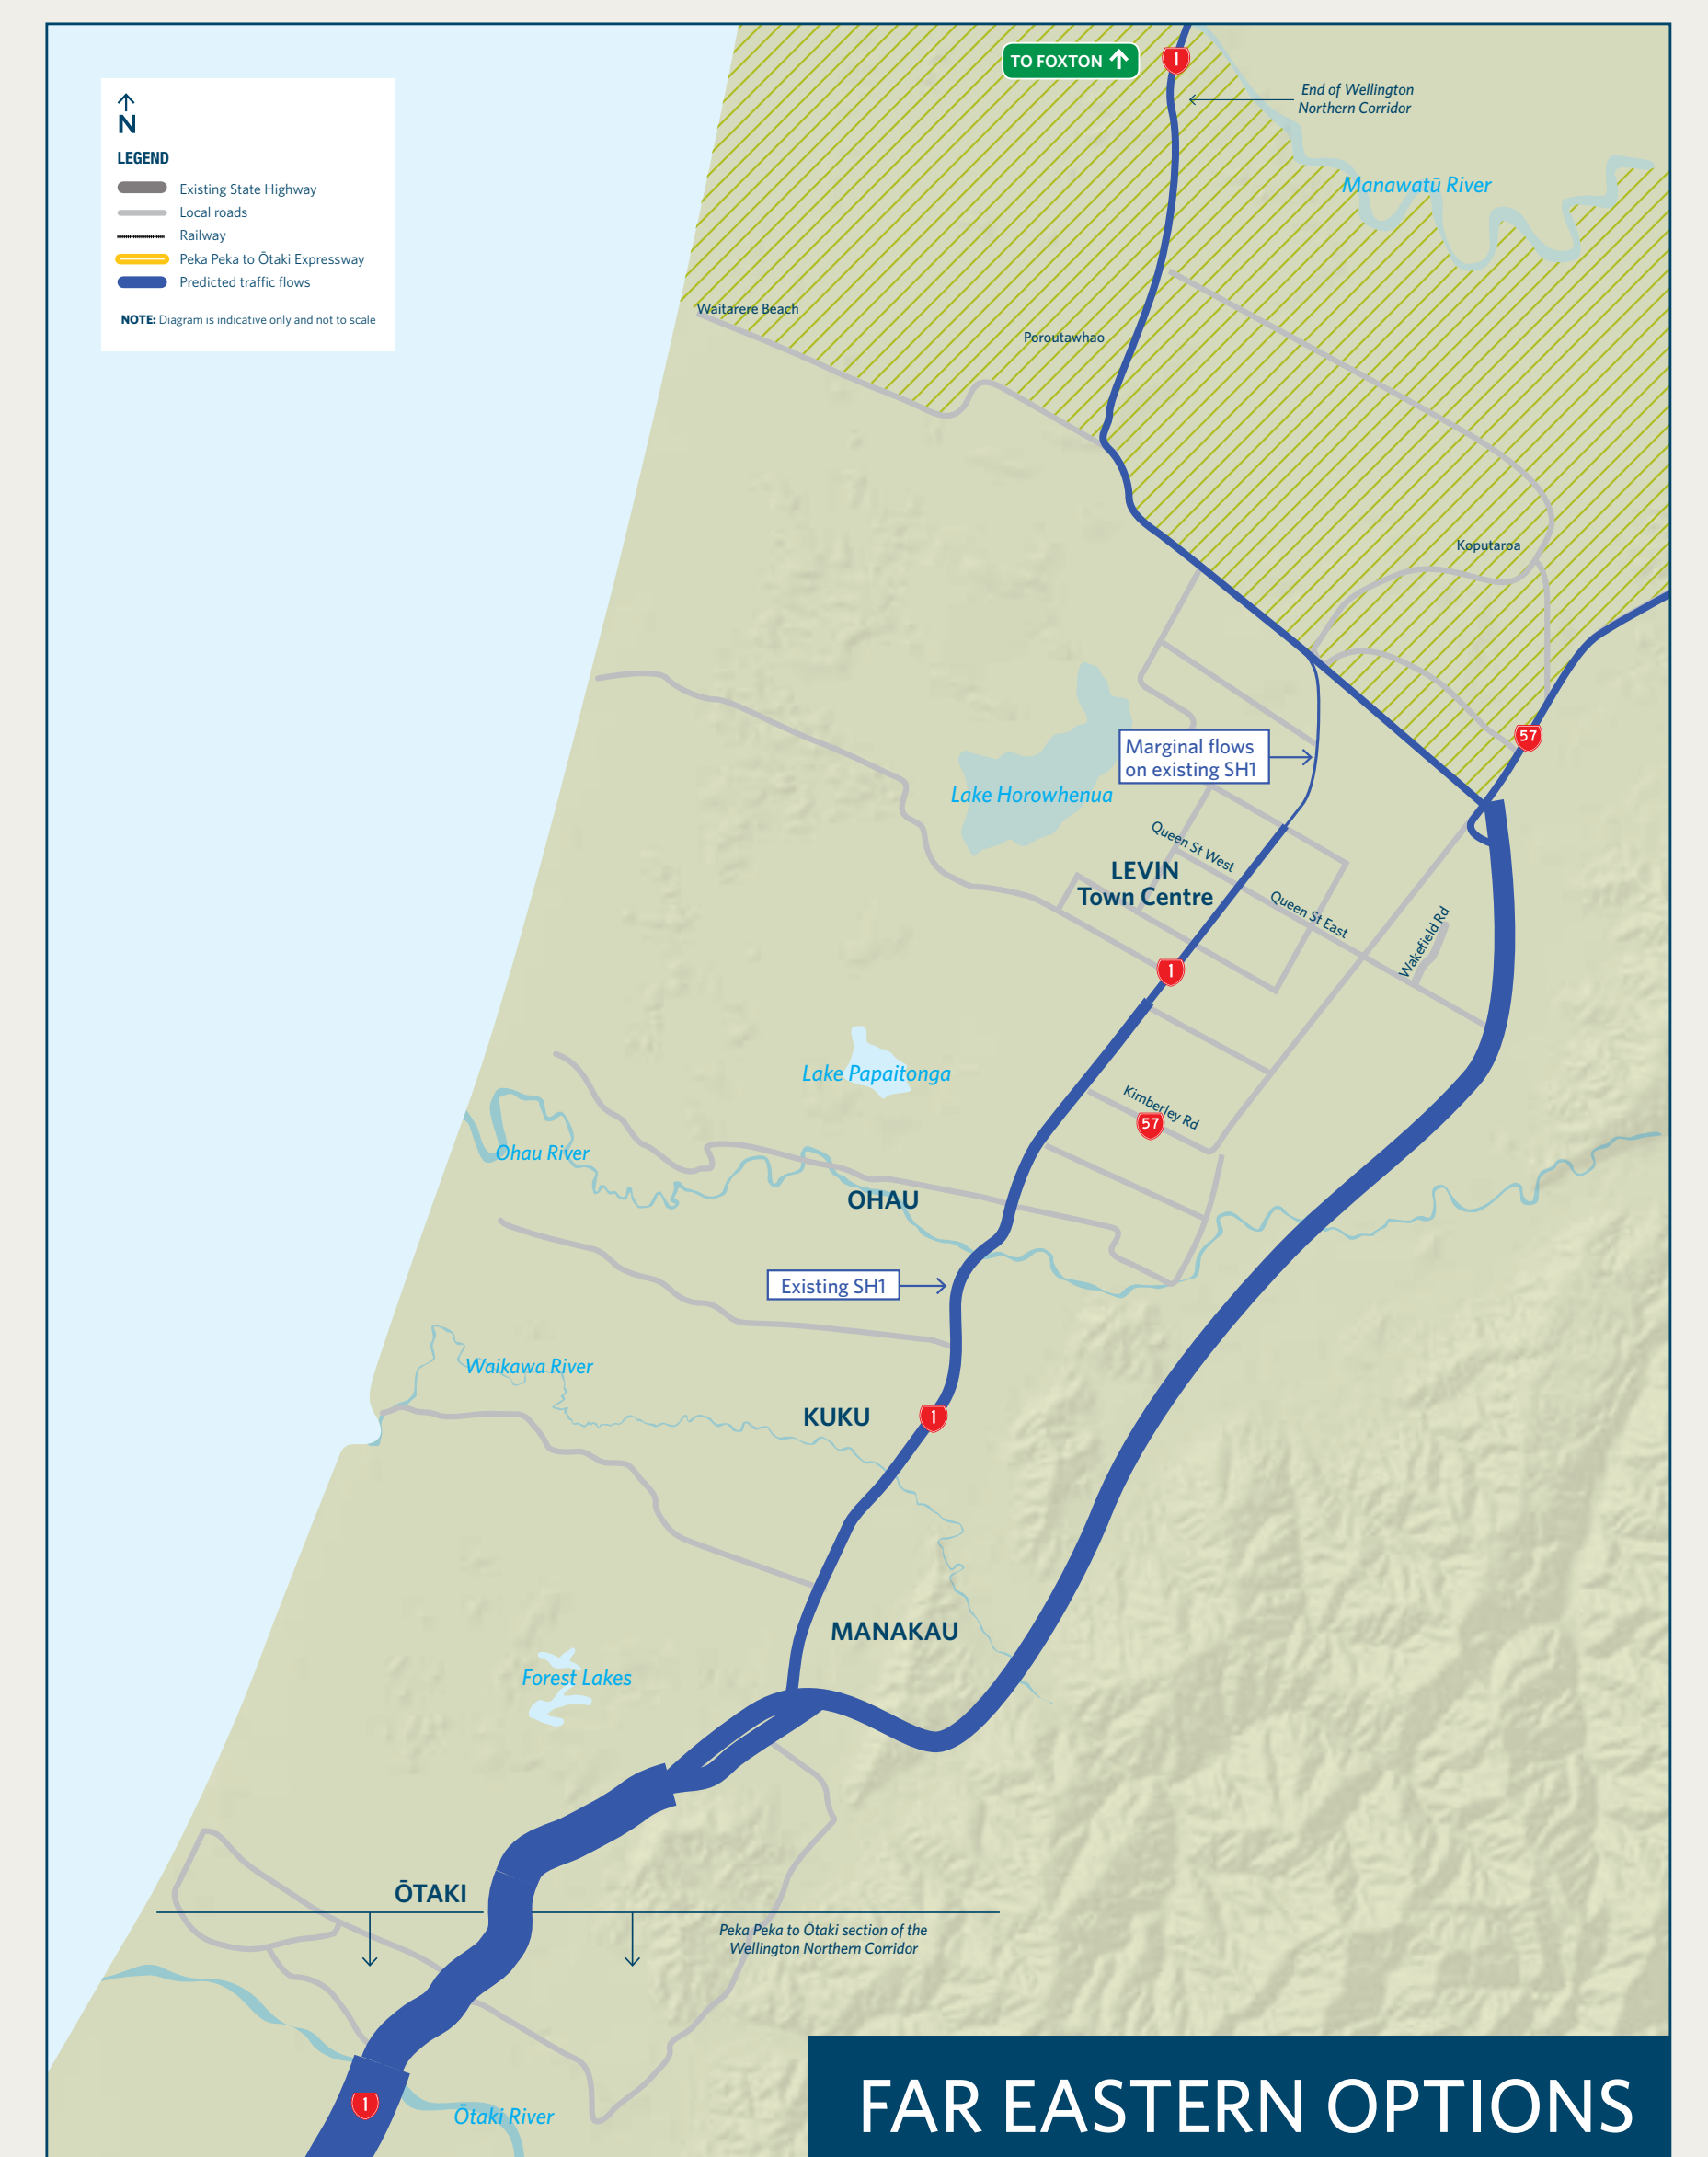 TO FOXTON
1
End of Wellington
Northern Corridor
N
LEGEND
Existing State Highway
Local roads
Railway
Peka Peka to Ōtaki Expressway
Predicted traffic flows
NOTE: Diagram is indicative only and not to scale
Manawatū River
Waitarere Beach
Poroutawhao
Koputaroa
57
Marginal flows
on existing SH1
Lake Horowhenua
Queen St West
LEVIN
Town Centre
Queen St East
Wakefield Rd
1
Lake Papaitonga
Kimberley Rd
57
Ohau River
OHAU
Existing SH1
Waikawa River
KUKU
1
MANAKAU
Forest Lakes
ŌTAKI
Peka Peka to Ōtaki section of the
Wellington Northern Corridor
1
Ōtaki River
FAR EASTERN OPTIONS